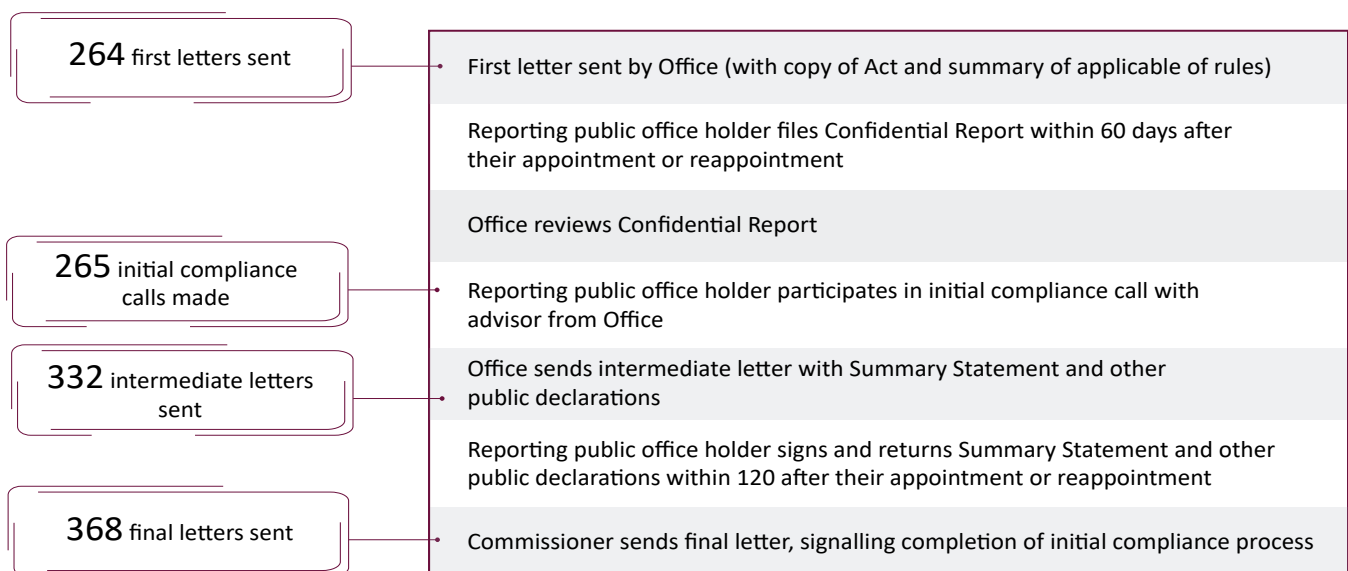 264 first letters sent
First letter sent by Office (with copy of Act and summary of applicable of rules)
Reporting public office holder files Confidential Report within 60 days after
their appointment or reappointment
Office reviews Confidential Report
265 initial compliance
calls made
Reporting public office holder participates in initial compliance call with
advisor from Office
332 intermediate letters
sent
Office sends intermediate letter with Summary Statement and other
public declarations
Reporting public office holder signs and returns Summary Statement and other
public declarations within 120 after their appointment or reappointment
368 final letters sent
Commissioner sends final letter, signalling completion of initial compliance process